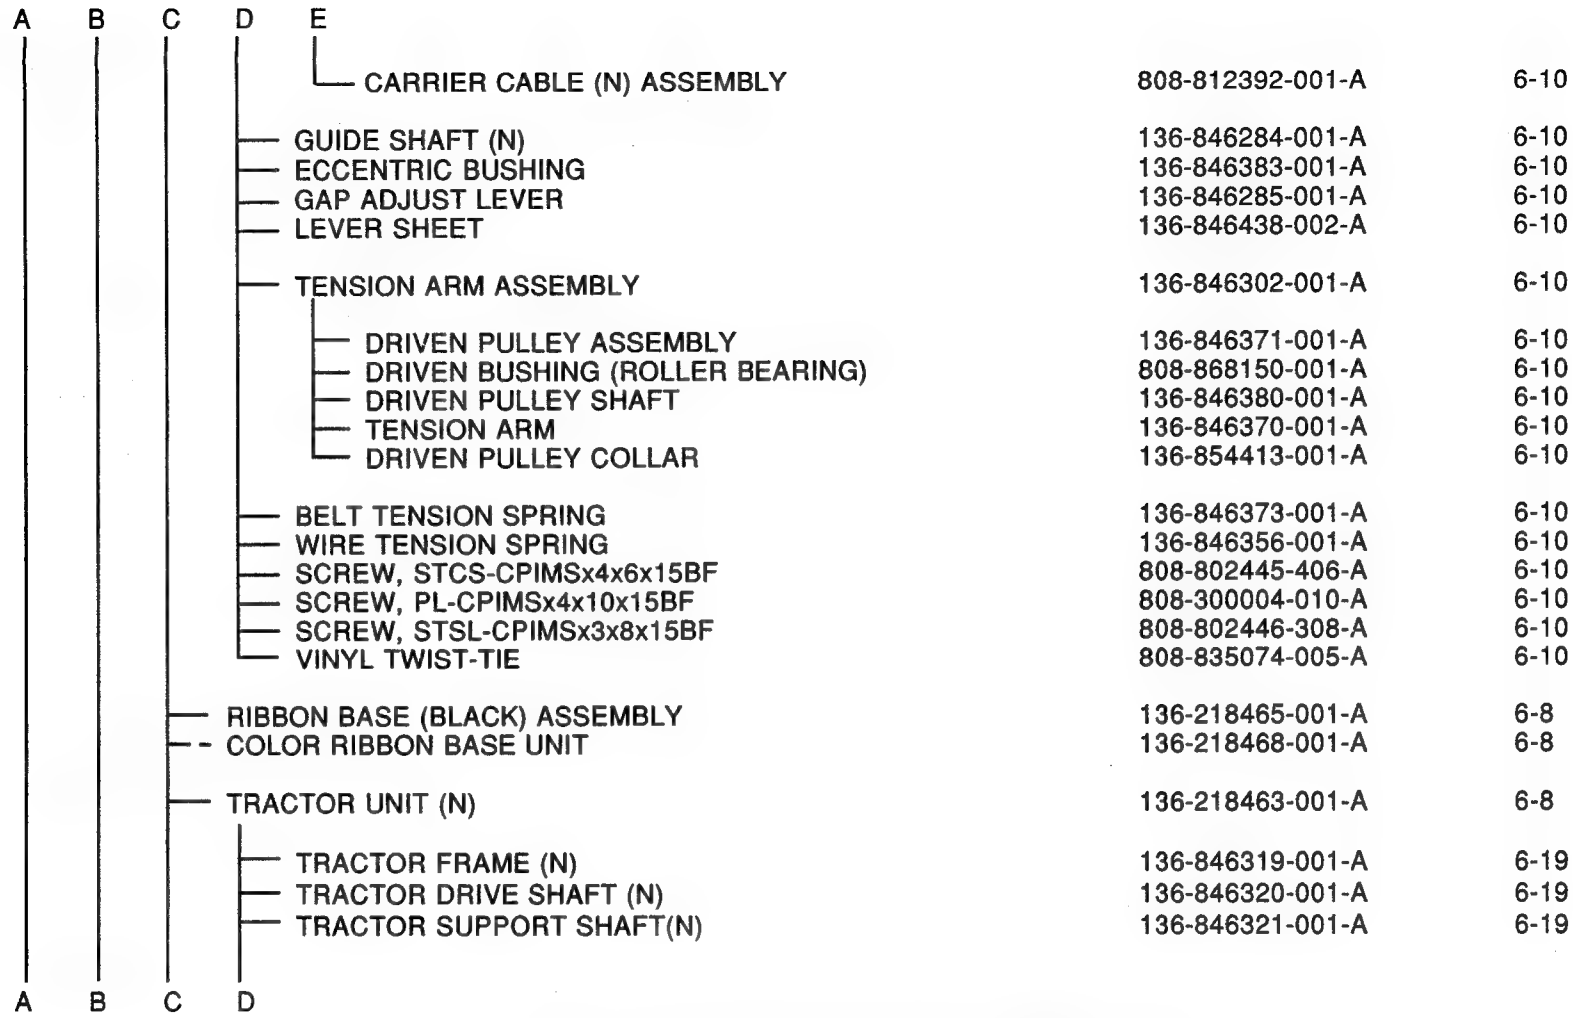 A B C D E
CARRIER CABLE (N) ASSEMBLY 808-812392-001-A 6-10
GUIDE SHAFT (N) 136-846284-001-A 6-10
ECCENTRIC BUSHING 136-846383-001-A 6-10
GAP ADJUST LEVER 136-846285-001-A 6-10
LEVER SHEET 136-846438-002-A 6-10
TENSION ARM ASSEMBLY 136-846302-001-A 6-10
DRIVEN PULLEY ASSEMBLY 136-846371-001-A 6-10
DRIVEN BUSHING (ROLLER BEARING) 808-868150-001-A 6-10
DRIVEN PULLEY SHAFT 136-846380-001-A 6-10
TENSION ARM 136-846370-001-A 6-10
DRIVEN PULLEY COLLAR 136-854413-001-A 6-10
BELT TENSION SPRING 136-846373-001-A 6-10
WIRE TENSION SPRING 136-846356-001-A 6-10
SCREW, STCS-CPIMSx4x6x15BF 808-802445-406-A 6-10
SCREW, PL-CPIMSx4x10x15BF 808-300004-010-A 6-10
SCREW, STSL-CPIMSx3x8x15BF 808-802446-308-A 6-10
VINYL TWIST-TIE 808-835074-005-A 6-10
RIBBON BASE (BLACK) ASSEMBLY 136-218465-001-A 6-8
COLOR RIBBON BASE UNIT 136-218468-001-A 6-8
TRACTOR UNIT (N) 136-218463-001-A 6-8
TRACTOR FRAME (N) 136-846319-001-A 6-19
TRACTOR DRIVE SHAFT (N) 136-846320-001-A 6-19
TRACTOR SUPPORT SHAFT(N) 136-846321-001-A 6-19
A B C D